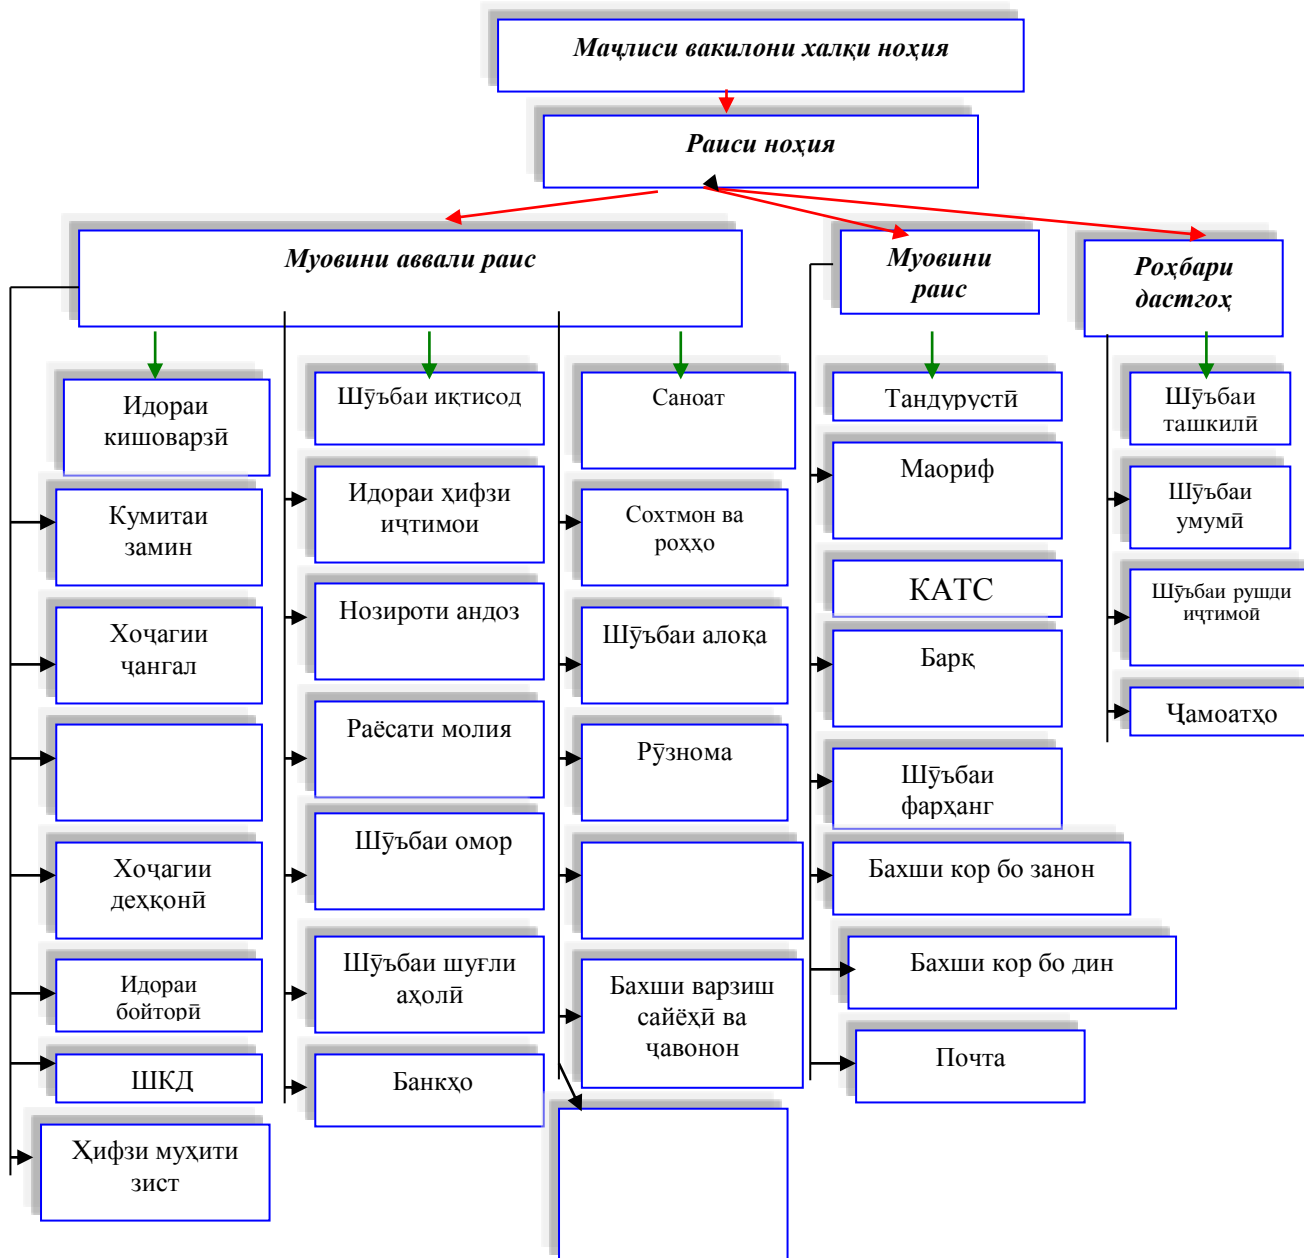 Маҷлиси вакилони халқи ноҳия
Раиси ноҳия
Муовини аввали раис
Муовини
раис
Роҳбари
дастгоҳ
Идораи
кишоварзӣ
Кумитаи
замин
Хоҷагии
ҷангал
Хоҷагии
деҳқонӣ
Идораи
бойторӣ
ШКД
Ҳифзи муҳити
зист
Шӯъбаи иқтисод
Идораи ҳифзи
иҷтимои
Нозироти андоз
Раёсати молия
Шӯъбаи омор
Шӯъбаи шуғли
аҳолӣ
Банкҳо
Саноат
Сохтмон ва
роҳҳо
Шӯъбаи алоқа
Рӯзнома
Бахши варзиш
сайёҳӣ ва
ҷавонон
Тандурустӣ
Маориф
КАТС
Барқ
Шӯъбаи
фарҳанг
Бахши кор бо занон
Бахши кор бо дин
Почта
Шӯъбаи
ташкилӣ
Шӯъбаи
умумӣ
Шӯъбаи рушди
иҷтимоӣ
Ҷамоатҳо